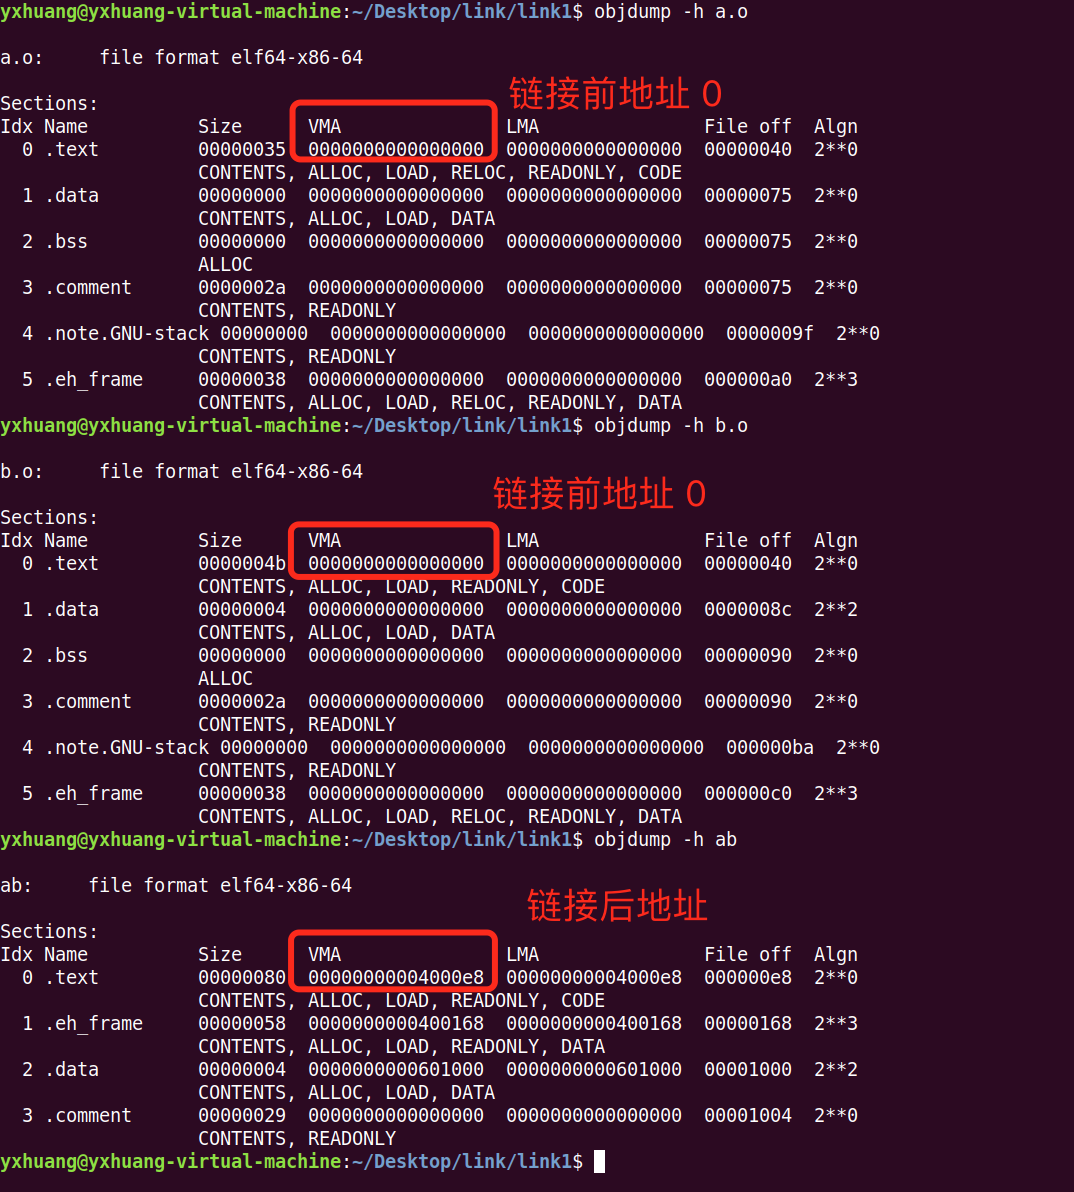 yxhuang@yxhuang-virtual-machine:~/Desktop/link/link1$ objdump -h a.o
a.o:     file format elf64-x86-64
链接前地址 0
Sections:
Idx Name          Size      VMA               LMA               File off  Algn
  0 .text         00000035  0000000000000000  0000000000000000  00000040  2**0
                  CONTENTS, ALLOC, LOAD, RELOC, READONLY, CODE
  1 .data         00000000  0000000000000000  0000000000000000  00000075  2**0
                  CONTENTS, ALLOC, LOAD, DATA
  2 .bss          00000000  0000000000000000  0000000000000000  00000075  2**0
                  ALLOC
  3 .comment      0000002a  0000000000000000  0000000000000000  00000075  2**0
                  CONTENTS, READONLY
  4 .note.GNU-stack 00000000  0000000000000000  0000000000000000  0000009f  2**0
                  CONTENTS, READONLY
  5 .eh_frame     00000038  0000000000000000  0000000000000000  000000a0  2**3
                  CONTENTS, ALLOC, LOAD, RELOC, READONLY, DATA
yxhuang@yxhuang-virtual-machine:~/Desktop/link/link1$ objdump -h b.o
b.o:     file format elf64-x86-64
链接前地址 0
Sections:
Idx Name          Size      VMA               LMA               File off  Algn
  0 .text         0000004b  0000000000000000  0000000000000000  00000040  2**0
                  CONTENTS, ALLOC, LOAD, READONLY, CODE
  1 .data         00000004  0000000000000000  0000000000000000  0000008c  2**2
                  CONTENTS, ALLOC, LOAD, DATA
  2 .bss          00000000  0000000000000000  0000000000000000  00000090  2**0
                  ALLOC
  3 .comment      0000002a  0000000000000000  0000000000000000  00000090  2**0
                  CONTENTS, READONLY
  4 .note.GNU-stack 00000000  0000000000000000  0000000000000000  000000ba  2**0
                  CONTENTS, READONLY
  5 .eh_frame     00000038  0000000000000000  0000000000000000  000000c0  2**3
                  CONTENTS, ALLOC, LOAD, RELOC, READONLY, DATA
yxhuang@yxhuang-virtual-machine:~/Desktop/link/link1$ objdump -h ab
ab:     file format elf64-x86-64
链接后地址
Sections:
Idx Name          Size      VMA               LMA               File off  Algn
  0 .text         00000080  00000000004000e8  00000000004000e8  000000e8  2**0
                  CONTENTS, ALLOC, LOAD, READONLY, CODE
  1 .eh_frame     00000058  0000000000400168  0000000000400168  00000168  2**3
                  CONTENTS, ALLOC, LOAD, READONLY, DATA
  2 .data         00000004  0000000000601000  0000000000601000  00001000  2**2
                  CONTENTS, ALLOC, LOAD, DATA
  3 .comment      00000029  0000000000000000  0000000000000000  00001004  2**0
                  CONTENTS, READONLY
yxhuang@yxhuang-virtual-machine:~/Desktop/link/link1$